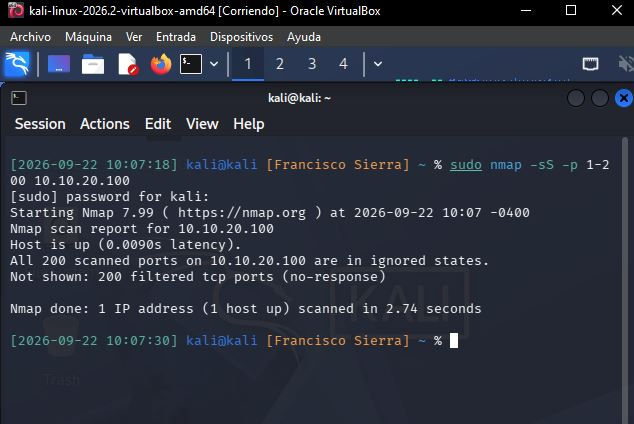 kali-linux-2026.2-virtualbox-amd64 [Corriendo] - Oracle VirtualBox
Archivo Máquina Ver Entrada Dispositivos Ayuda
1 2 3 4
kali@kali: ~
Session Actions Edit View Help
[2026-09-22 10:07:18] kali@kali [Francisco Sierra] ~ % sudo nmap -sS -p 1-2
00 10.10.20.100
[sudo] password for kali:
Starting Nmap 7.99 ( https://nmap.org ) at 2026-09-22 10:07 -0400
Nmap scan report for 10.10.20.100
Host is up (0.0090s latency).
All 200 scanned ports on 10.10.20.100 are in ignored states.
Not shown: 200 filtered tcp ports (no-response)
Nmap done: 1 IP address (1 host up) scanned in 2.74 seconds
[2026-09-22 10:07:30] kali@kali [Francisco Sierra] ~ %
KALI
Trash